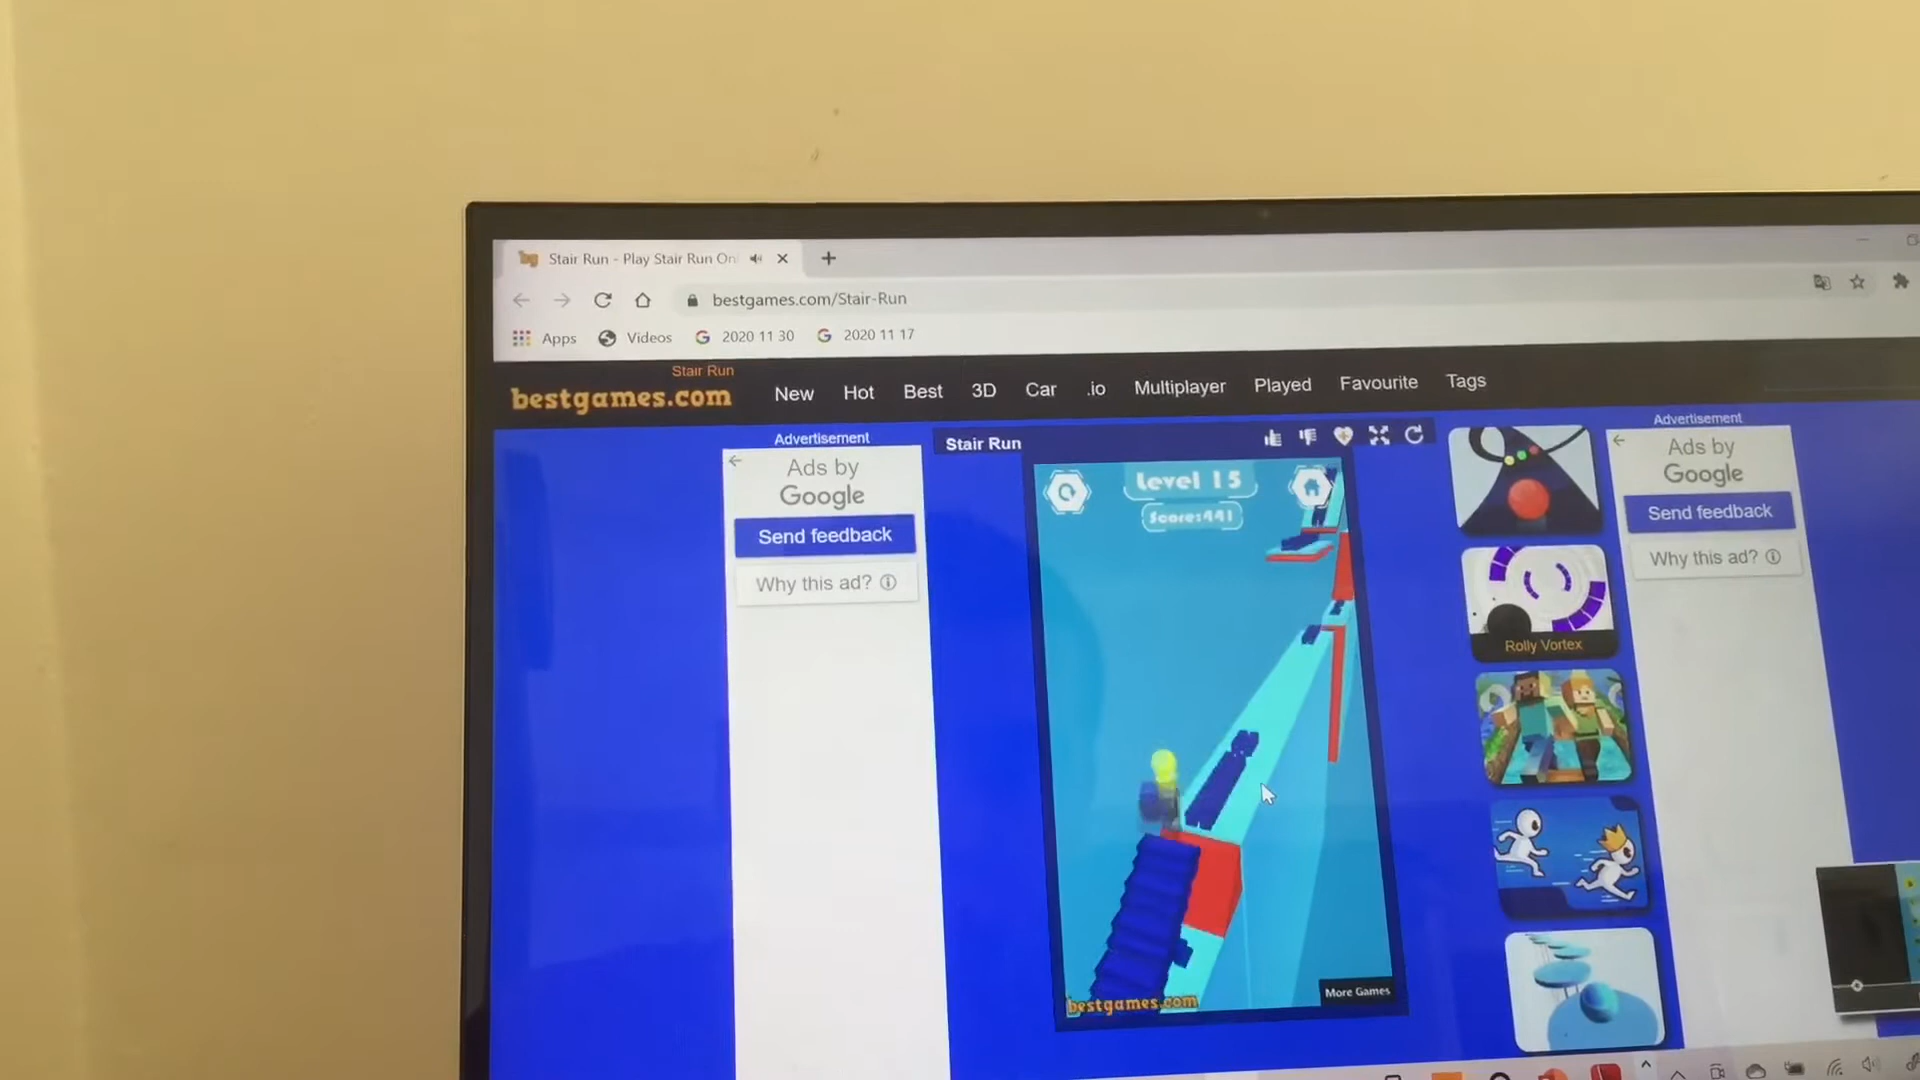 Stair Run - Play Stair Run On
bestgames.com/Stair-Run
Apps Videos 2020 11 30 2020 11 17
Stair Run
bestgames.com New Hot Best 3D Car .io Multiplayer Played Favourite Tags
Advertisement
Ads by
Google
Send feedback
Why this ad?
Stair Run
Level 15
Score:441
bestgames.com
More Games
Rolly Vortex
Advertisement
Ads by
Google
Send feedback
Why this ad?